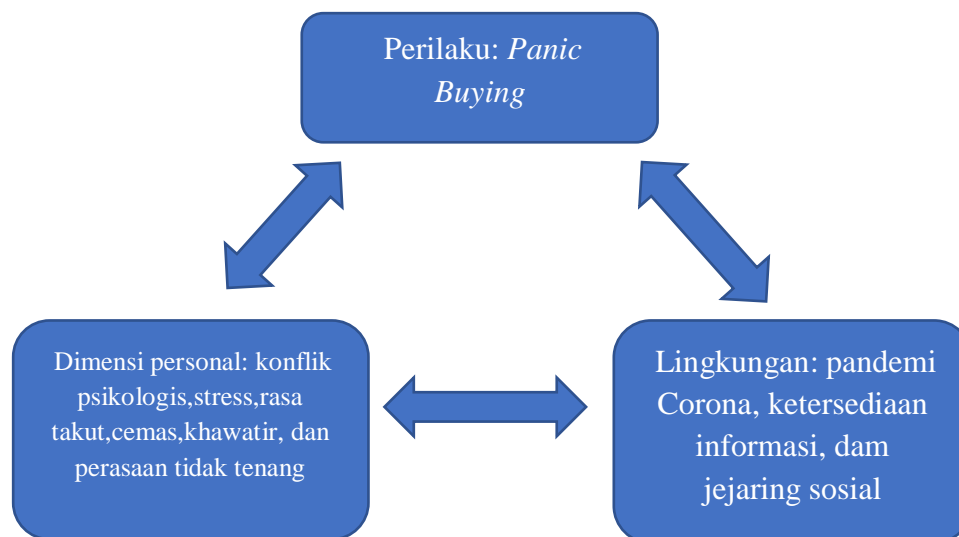 Perilaku: Panic
Buying
Dimensi personal: konflik
psikologis,stress,rasa
takut,cemas,khawatir, dan
perasaan tidak tenang
Lingkungan: pandemi
Corona, ketersediaan
informasi, dam
jejaring sosial